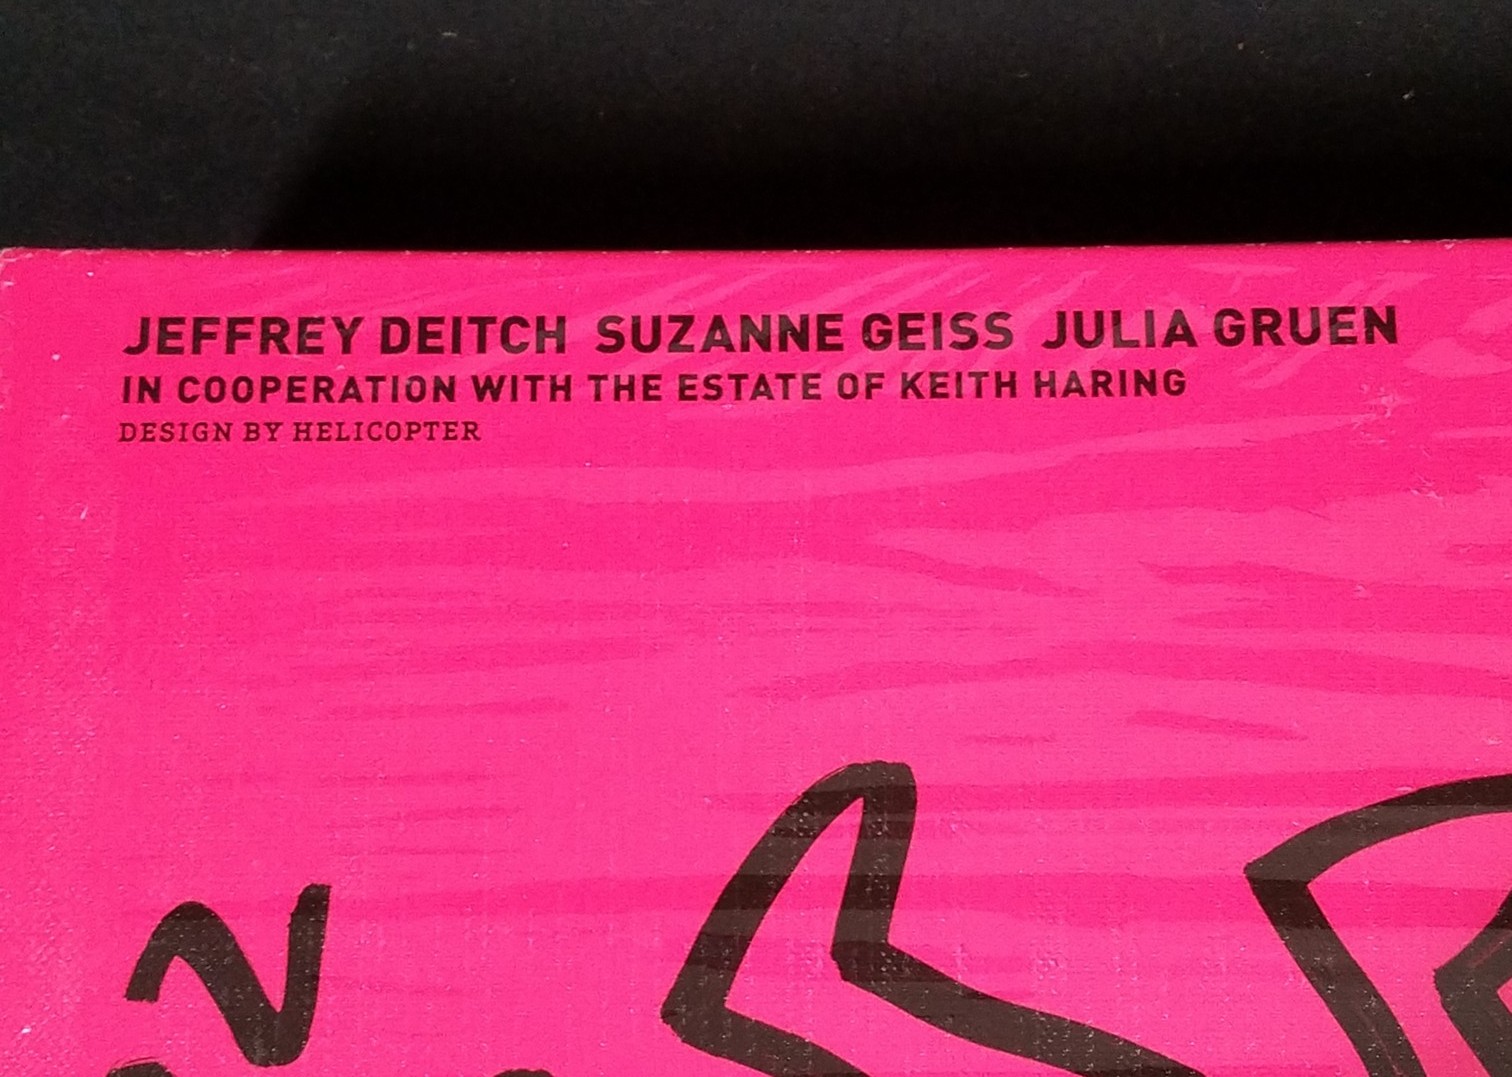 JEFFREY DEITCH SUZANNE GEISS JULIA GRUEN
IN COOPERATION WITH THE ESTATE OF KEITH HARING
DESIGN BY HELICOPTER